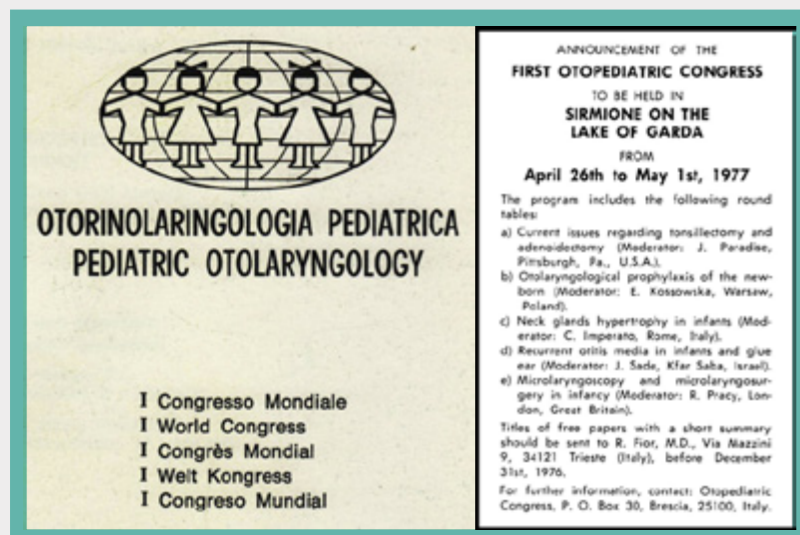 OTORINOLARINGOLOGIA PEDIATRICA
PEDIATRIC OTOLARYNGOLOGY
I Congresso Mondiale
I World Congress
I Congrès Mondial
I Welt Kongress
I Congreso Mundial
ANNOUNCEMENT OF THE
FIRST OTOPEDIATRIC CONGRESS
TO BE HELD IN
SIRMIONE ON THE
LAKE OF GARDA
FROM
April 26th to May 1st, 1977
The program includes the following round
tables:
a) Current issues regarding tonsillectomy and
adenoidectomy (Moderator: J. Paradise,
Pittsburgh, Pa., U.S.A.).
b) Otolaryngological prophylaxis of the new-
born (Moderator: E. Kossowska, Warsaw,
Poland).
c) Neck glands hypertrophy in infants (Mod-
erator: C. Imperato, Rome, Italy).
d) Recurrent otitis media in infants and glue
ear (Moderator: J. Sade, Kfar Saba, Israel).
e) Microlaryngoscopy and microlaryngosur-
gery in infancy (Moderator: R. Pracy, Lon-
don, Great Britain).
Titles of free papers with a short summary
should be sent to R. Fior, M.D., Via Mazzini
9, 34121 Trieste (Italy), before December
31st, 1976.
For further information, contact: Otopediatric
Congress, P. O. Box 30, Brescia, 25100, Italy.